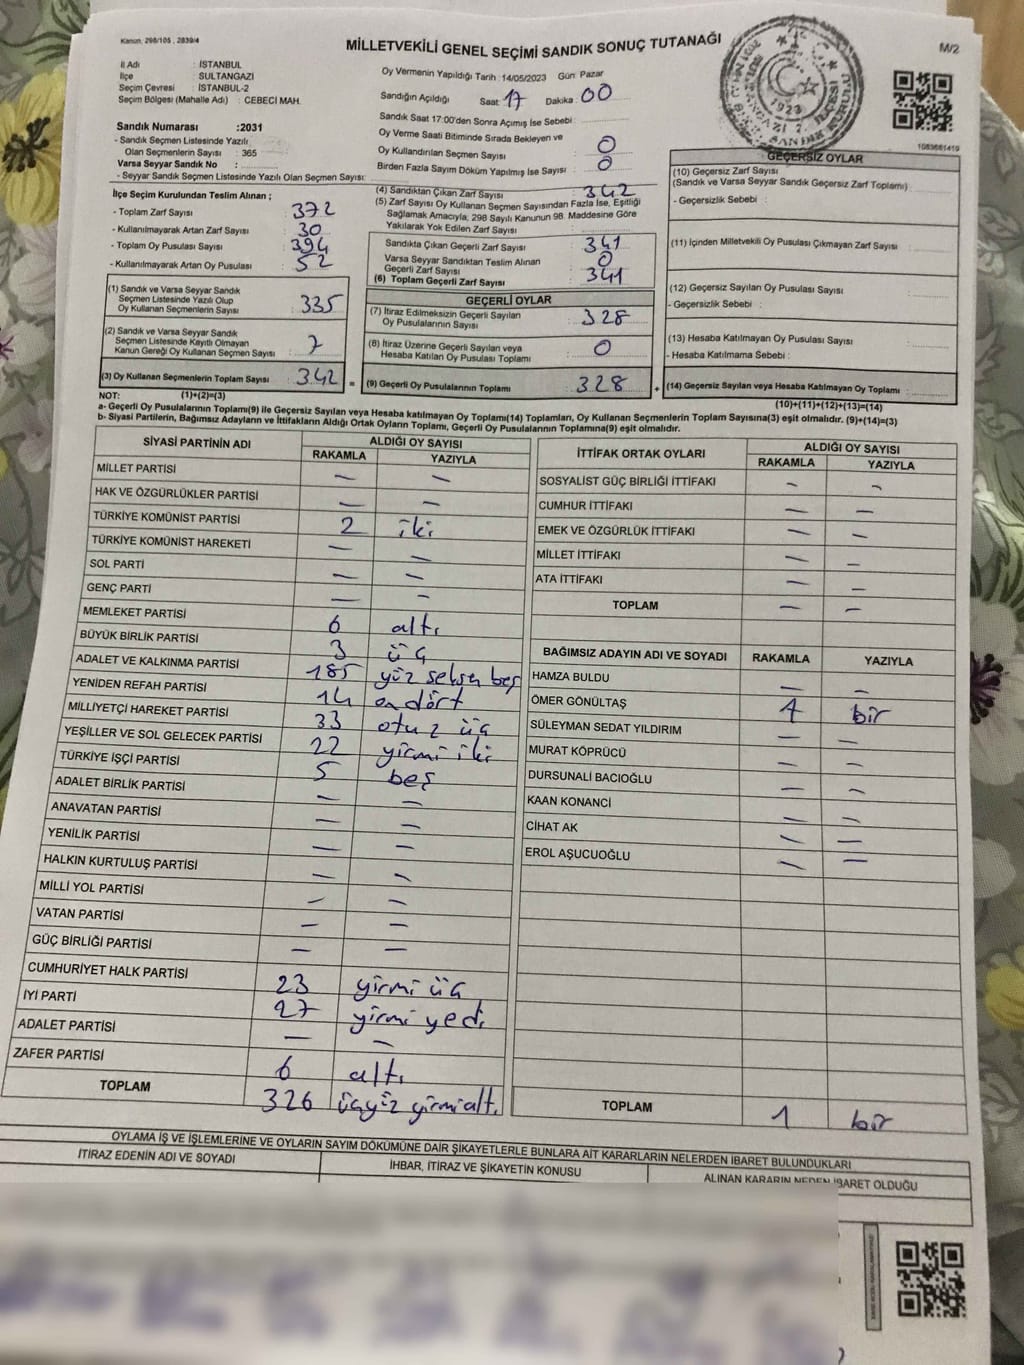 Kanun, 298/105 , 2839/4
MİLLETVEKİLİ GENEL SEÇİMİ SANDIK SONUÇ TUTANAĞI
M/2
İl Adı : İSTANBUL
İlçe : SULTANGAZİ
Seçim Çevresi : İSTANBUL-2
Seçim Bölgesi (Mahalle Adı) : CEBECİ MAH.
Oy Vermenin Yapıldığı Tarih : 14/05/2023 Gün: Pazar
Sandığın Açıldığı Saat: 17 Dakika: 00
Sandık Saat 17:00'den Sonra Açımış İse Sebebi :
Oy Verme Saati Bitiminde Sırada Bekleyen ve
Oy Kullandırılan Seçmen Sayısı : 0
Birden Fazla Sayım Döküm Yapılmış İse Sayısı : 0
Sandık Numarası :2031
- Sandık Seçmen Listesinde Yazılı
Olan Seçmenlerin Sayısı : 365
Varsa Seyyar Sandık No :
- Seyyar Sandık Seçmen Listesinde Yazılı Olan Seçmen Sayısı:
1923
1083681419
İlçe Seçim Kurulundan Teslim Alınan ;
- Toplam Zarf Sayısı : 372
- Kullanılmayarak Artan Zarf Sayısı : 30
- Toplam Oy Pusulası Sayısı : 394
- Kullanılmayarak Artan Oy Pusulası : 52
(4) Sandıktan Çıkan Zarf Sayısı : 342
(5) Zarf Sayısı Oy Kullanan Seçmen Sayısından Fazla İse, Eşitliği
Sağlamak Amacıyla, 298 Sayılı Kanunun 98. Maddesine Göre
Yakılarak Yok Edilen Zarf Sayısı :
Sandıkta Çıkan Geçerli Zarf Sayısı : 341
Varsa Seyyar Sandıktan Teslim Alınan
Geçerli Zarf Sayısı : 0
(6) Toplam Geçerli Zarf Sayısı : 341
GEÇERSİZ OYLAR
(10) Geçersiz Zarf Sayısı
(Sandık ve Varsa Seyyar Sandık Geçersiz Zarf Toplamı) :
- Geçersizlik Sebebi :
(11) İçinden Milletvekili Oy Pusulası Çıkmayan Zarf Sayısı :
(12) Geçersiz Sayılan Oy Pusulası Sayısı :
- Geçersizlik Sebebi :
(13) Hesaba Katılmayan Oy Pusulası Sayısı :
- Hesaba Katılmama Sebebi :
(14) Geçersiz Sayılan veya Hesaba Katılmayan Oy Toplamı :
(10)+(11)+(12)+(13)=(14)
(1) Sandık ve Varsa Seyyar Sandık
Seçmen Listesinde Yazılı Olup
Oy Kullanan Seçmenlerin Sayısı : 335
(2) Sandık ve Varsa Seyyar Sandık
Seçmen Listesinde Kayıtlı Olmayan
Kanun Gereği Oy Kullanan Seçmen Sayısı : 7
(3) Oy Kullanan Seçmenlerin Toplam Sayısı : 342 =
GEÇERLİ OYLAR
(7) İtiraz Edilmeksizin Geçerli Sayılan
Oy Pusulalarının Sayısı : 328
(8) İtiraz Üzerine Geçerli Sayılan veya
Hesaba Katılan Oy Pusulası Toplamı : 0
(9) Geçerli Oy Pusulalarının Toplamı : 328 +
NOT: (1)+(2)=(3)
a- Geçerli Oy Pusulalarının Toplamı(9) ile Geçersiz Sayılan veya Hesaba katılmayan Oy Toplamı(14) Toplamları, Oy Kullanan Seçmenlerin Toplam Sayısına(3) eşit olmalıdır. (9)+(14)=(3)
b- Siyasi Partilerin, Bağımsız Adayların ve İttifakların Aldığı Ortak Oyların Toplamı, Geçerli Oy Pusulalarının Toplamına(9) eşit olmalıdır.
SİYASİ PARTİNİN ADI ALDIĞI OY SAYISI
RAKAMLA YAZIYLA
MİLLET PARTİSİ — —
HAK VE ÖZGÜRLÜKLER PARTİSİ — —
TÜRKİYE KOMÜNİST PARTİSİ 2 iki
TÜRKİYE KOMÜNİST HAREKETİ — —
SOL PARTİ — —
GENÇ PARTİ — —
MEMLEKET PARTİSİ 6 altı
BÜYÜK BİRLİK PARTİSİ 3 üç
ADALET VE KALKINMA PARTİSİ 185 yüz seksen beş
YENİDEN REFAH PARTİSİ 14 on dört
MİLLİYETÇİ HAREKET PARTİSİ 33 otuz üç
YEŞİLLER VE SOL GELECEK PARTİSİ 22 yirmi iki
TÜRKİYE İŞÇİ PARTİSİ 5 beş
ADALET BİRLİK PARTİSİ — —
ANAVATAN PARTİSİ — —
YENİLİK PARTİSİ — —
HALKIN KURTULUŞ PARTİSİ — —
MİLLİ YOL PARTİSİ — —
VATAN PARTİSİ — —
GÜÇ BİRLİĞİ PARTİSİ — —
CUMHURİYET HALK PARTİSİ 23 yirmi üç
İYİ PARTİ 27 yirmi yedi
ADALET PARTİSİ — —
ZAFER PARTİSİ 6 altı
TOPLAM 326 üçyüz yirmialtı
İTTİFAK ORTAK OYLARI ALDIĞI OY SAYISI
RAKAMLA YAZIYLA
SOSYALİST GÜÇ BİRLİĞİ İTTİFAKI — —
CUMHUR İTTİFAKI — —
EMEK VE ÖZGÜRLÜK İTTİFAKI — —
MİLLET İTTİFAKI — —
ATA İTTİFAKI — —
TOPLAM — —
BAĞIMSIZ ADAYIN ADI VE SOYADI RAKAMLA YAZIYLA
HAMZA BULDU — —
ÖMER GÖNÜLTAŞ 1 bir
SÜLEYMAN SEDAT YILDIRIM — —
MURAT KÖPRÜCÜ — —
DURSUNALİ BACIOĞLU — —
KAAN KONANCİ — —
CİHAT AK — —
EROL AŞUCUOĞLU — —
TOPLAM 1 bir
OYLAMA İŞ VE İŞLEMLERİNE VE OYLARIN SAYIM DÖKÜMÜNE DAİR ŞİKAYETLERLE BUNLARA AİT KARARLARIN NELERDEN İBARET BULUNDUKLARI
İTİRAZ EDENİN ADI VE SOYADI İHBAR, İTİRAZ VE ŞİKAYETİN KONUSU ALINAN KARARIN NEDEN İBARET OLDUĞU